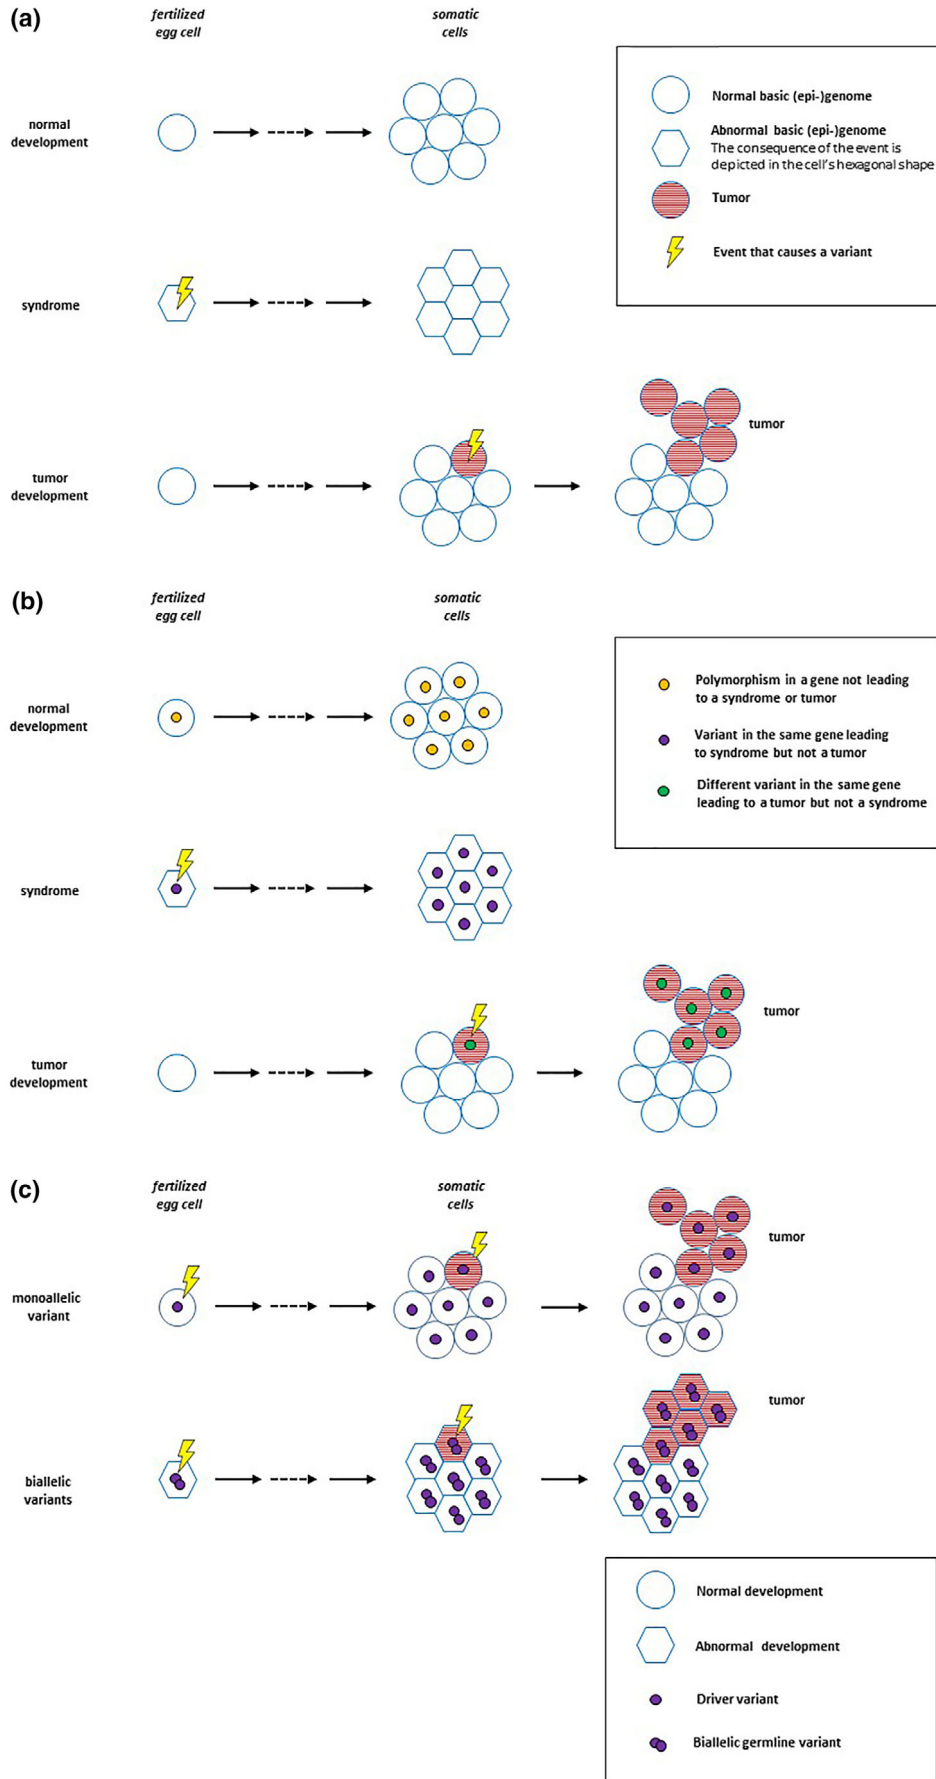 (a)
fertilized
egg cell
somatic
cells
normal
development
syndrome
tumor
development
tumor
Normal basic (epi-)genome
Abnormal basic (epi-)genome
The consequence of the event is
depicted in the cell's hexagonal shape
Tumor
Event that causes a variant
(b)
fertilized
egg cell
somatic
cells
normal
development
syndrome
tumor
development
tumor
Polymorphism in a gene not leading
to a syndrome or tumor
Variant in the same gene leading
to syndrome but not a tumor
Different variant in the same gene
leading to a tumor but not a syndrome
(c)
fertilized
egg cell
somatic
cells
monoallelic
variant
tumor
biallelic
variants
tumor
Normal development
Abnormal development
Driver variant
Biallelic germline variant